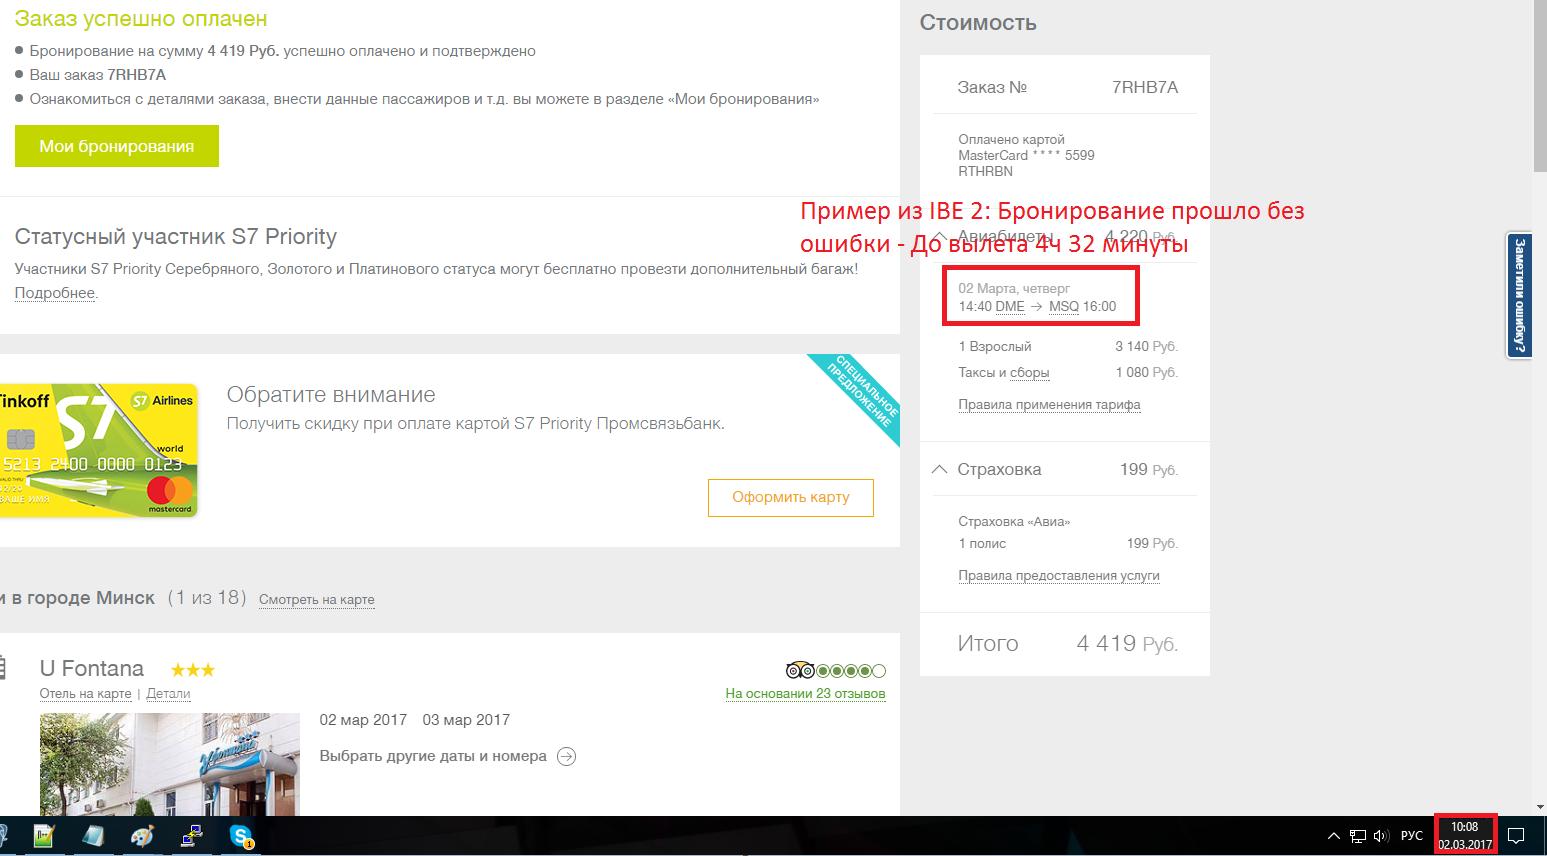 Заказ успешно оплачен
Бронирование на сумму 4 419 Руб. успешно оплачено и подтверждено
Ваш заказ 7RHB7A
Ознакомиться с деталями заказа, внести данные пассажиров и т.д. вы можете в разделе «Мои бронирования»
Мои бронирования
Статусный участник S7 Priority
Участники S7 Priority Серебряного, Золотого и Платинового статуса могут бесплатно провезти дополнительный багаж!
Подробнее.
Tinkoff
S7
S7 Airlines
world
5213 2400 0000 0123
ВАШЕ ИМЯ
mastercard
Обратите внимание
Получить скидку при оплате картой S7 Priority Промсвязьбанк.
СПЕЦИАЛЬНОЕ
ПРЕДЛОЖЕНИЕ
Оформить карту
и в городе Минск (1 из 18) Смотреть на карте
U Fontana
Отель на карте | Детали
На основании 23 отзывов
02 мар 2017 03 мар 2017
Выбрать другие даты и номера
Стоимость
Заказ № 7RHB7A
Оплачено картой
MasterCard **** 5599
RTHRBN
Пример из IBE 2: Бронирование прошло без
ошибки - До вылета 4ч 32 минуты
Авиабилеты 4 220 Руб.
02 Марта, четверг
14:40 DME → MSQ 16:00
1 Взрослый 3 140 Руб.
Таксы и сборы 1 080 Руб.
Правила применения тарифа
Страховка 199 Руб.
Страховка «Авиа»
1 полис 199 Руб.
Правила предоставления услуги
Итого 4 419 Руб.
Заметили ошибку?
РУС
10:08
02.03.2017